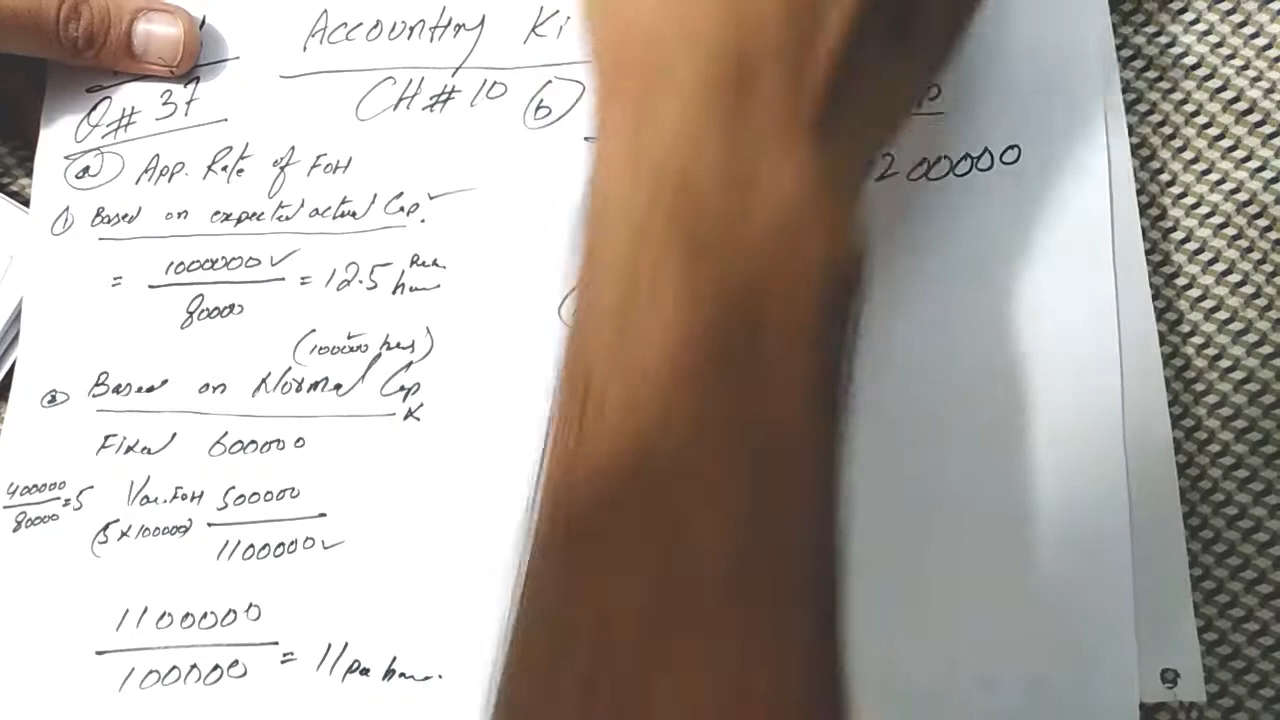 Accounting Ki
Q# 37
CH # 10
(b)
(a) App. Rate of FOH
(1) Based on expected actual Cap.
= 1000000 = 12.5 Per hour
80000
(100000 hrs)
(2) Based on Normal Cap
Fixed 600000
400000 = 5
80000
Var. FOH 500000
(5 x 100000)
1100000
1100000
100000
= 11 per hour.
200000